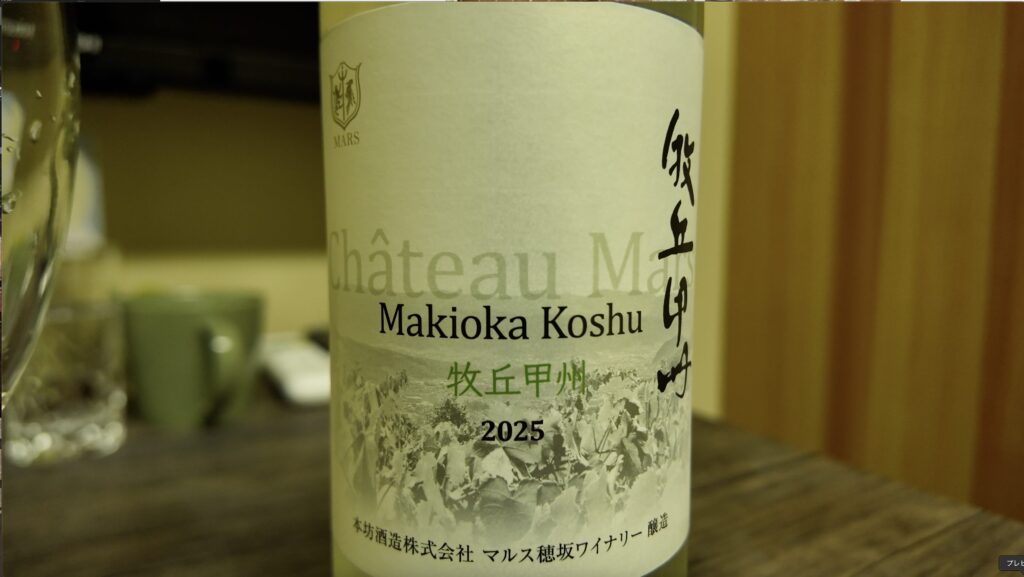 MARS
牧丘甲州
Château Mars
Makioka Koshu
牧丘甲州
2025
本坊酒造株式会社 マルス穂坂ワイナリー 醸造